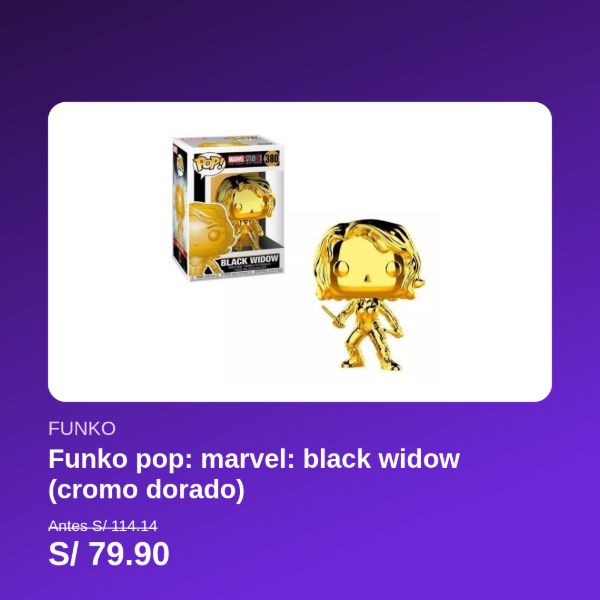 POP!
MARVEL STUDIOS
380
BLACK WIDOW
FUNKO
Funko pop: marvel: black widow
(cromo dorado)
Antes S/ 114.14
S/ 79.90